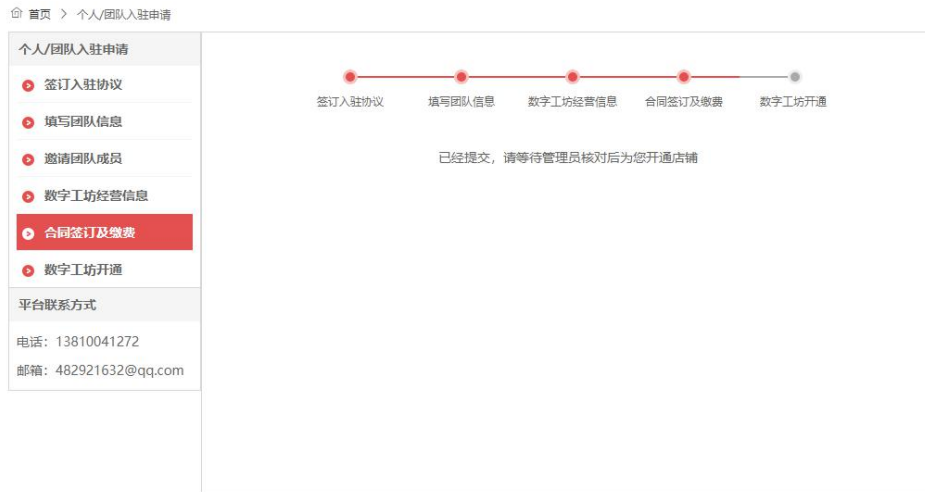 首页 > 个人/团队入驻申请
个人/团队入驻申请
签订入驻协议
填写团队信息
邀请团队成员
数字工坊经营信息
合同签订及缴费
数字工坊开通
平台联系方式
电话：13810041272
邮箱：482921632@qq.com
签订入驻协议 填写团队信息 数字工坊经营信息 合同签订及缴费 数字工坊开通
已经提交，请等待管理员核对后为您开通店铺